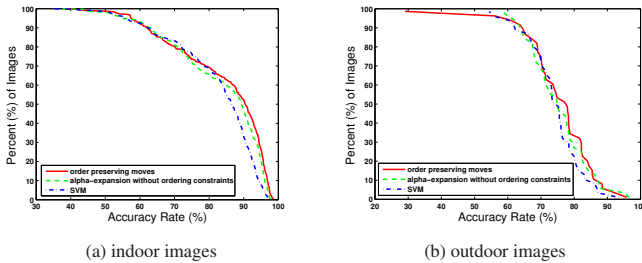 100
90
80
70
60
50
40
30
20
10
0
Percent (%) of Images
order preserving moves
alpha-expansion without ordering constraints
SVM
30 40 50 60 70 80 90 100
Accuracy Rate (%)
(a) indoor images
100
90
80
70
60
50
40
30
20
10
0
Percent (%) of Images
order preserving moves
alpha-expansion without ordering constraints
SVM
20 30 40 50 60 70 80 90 100
Accuracy Rate (%)
(b) outdoor images